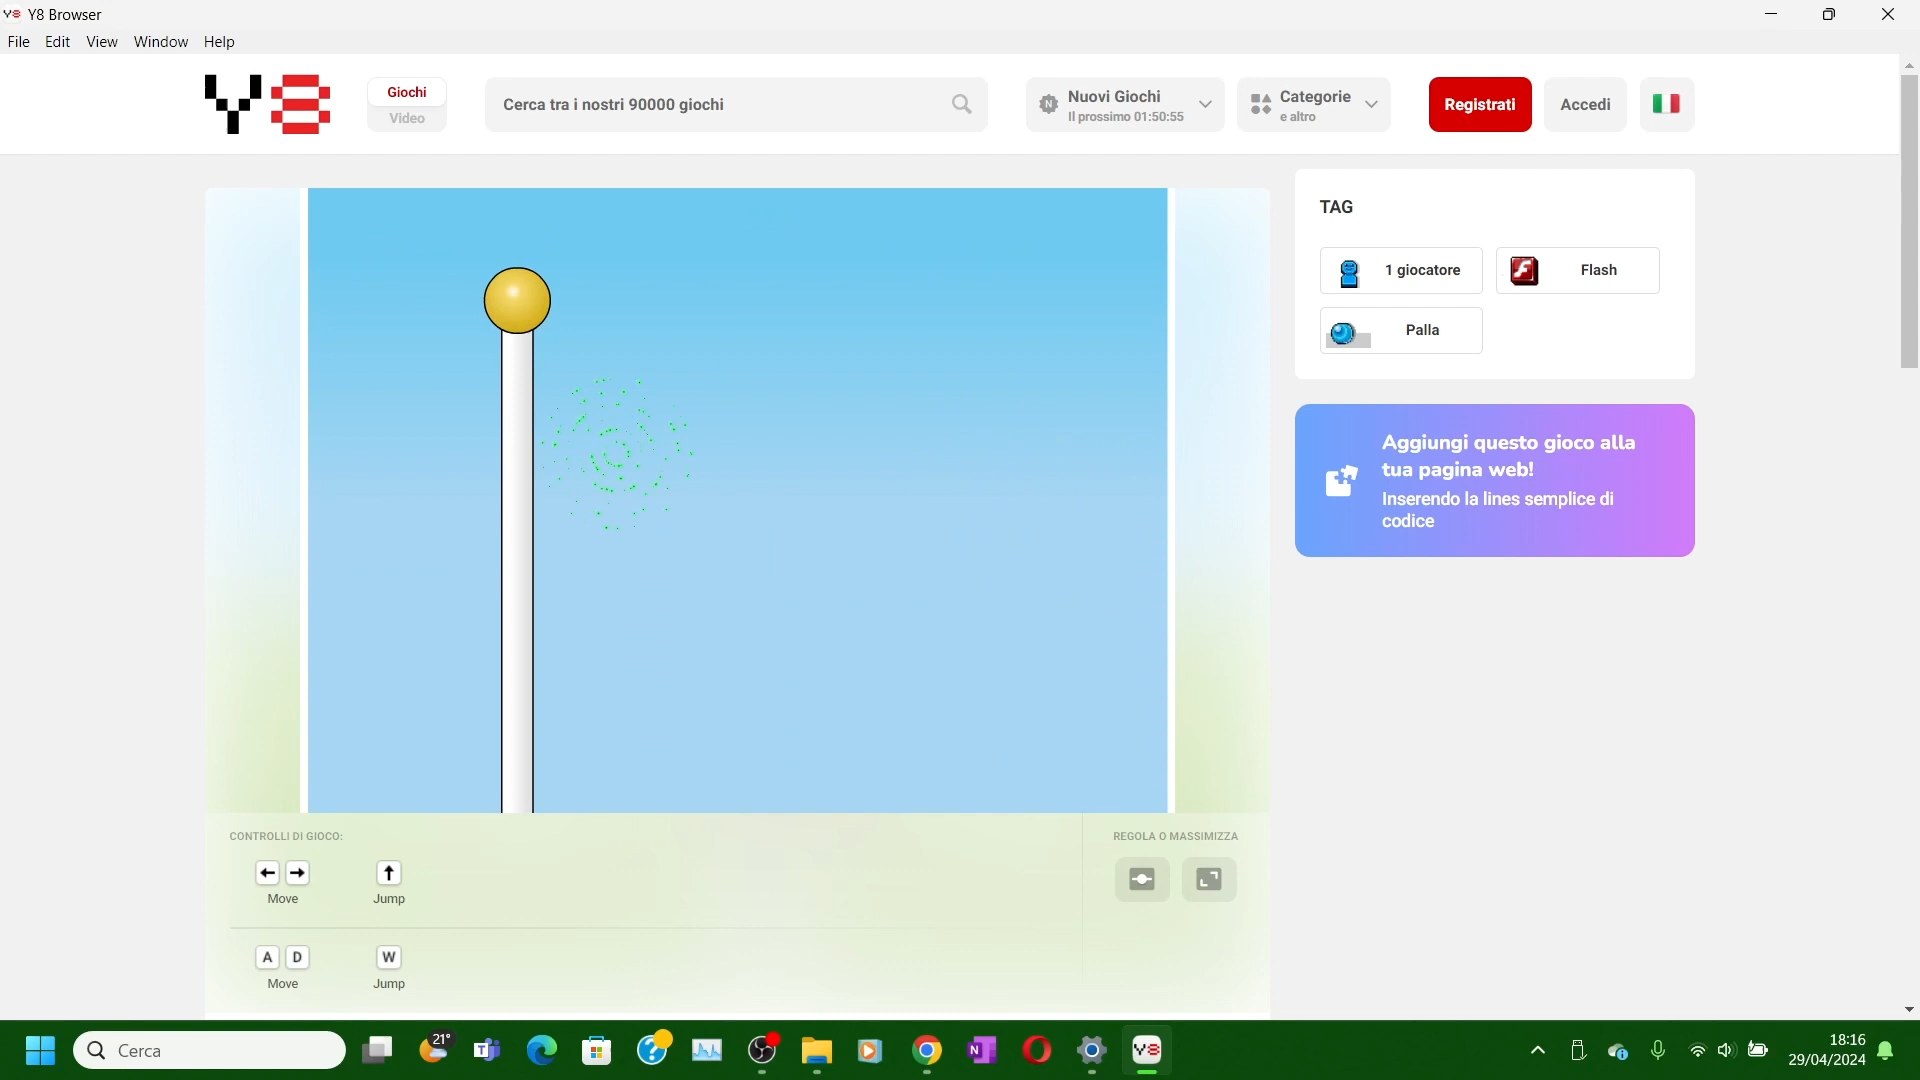 Y8 Browser
File Edit View Window Help
Y8
Giochi
Video
Cerca tra i nostri 90000 giochi
Nuovi Giochi
Il prossimo 01:50:55
Categorie
e altro
Registrati
Accedi
TAG
1 giocatore
Flash
Palla
Aggiungi questo gioco alla
tua pagina web!
Inserendo la lines semplice di
codice
CONTROLLI DI GIOCO:
REGOLA O MASSIMIZZA
← → ↑
Move Jump
A D W
Move Jump
Cerca
21°
18:16
29/04/2024